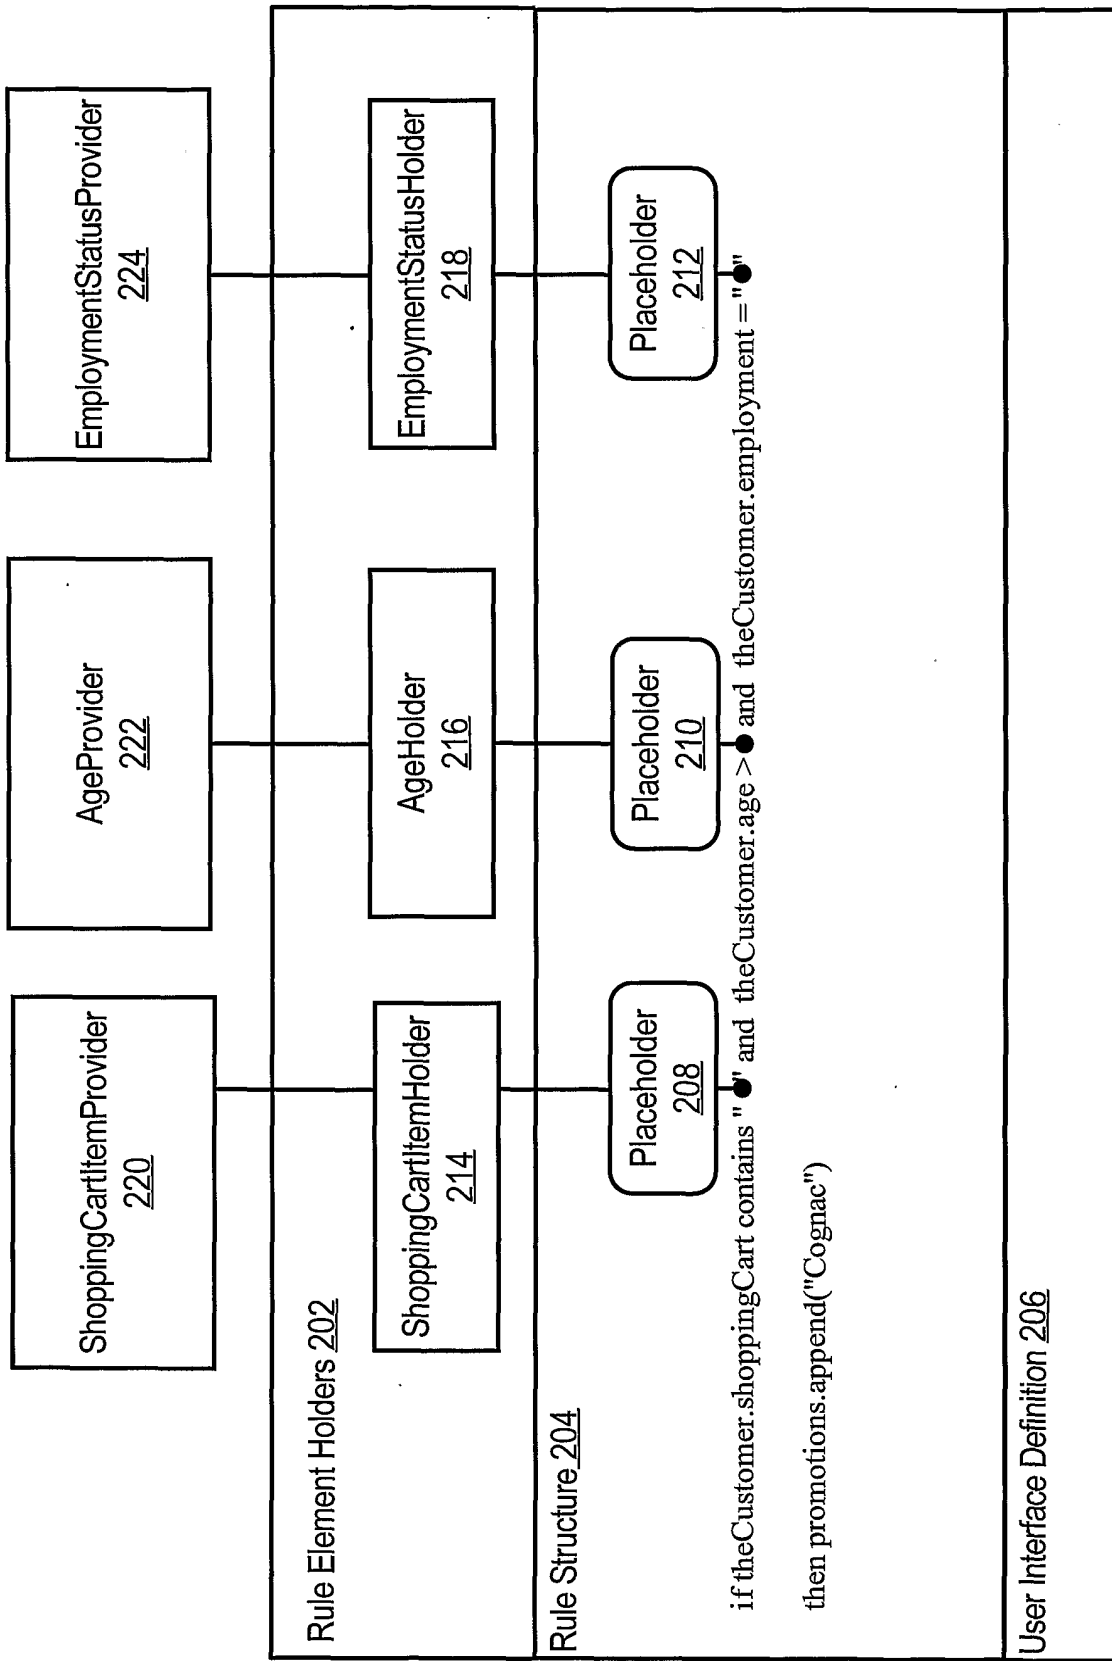 ShoppingCartItemProvider
220
AgeProvider
222
EmploymentStatusProvider
224
Rule Element Holders 202
ShoppingCartItemHolder
214
AgeHolder
216
EmploymentStatusHolder
218
Rule Structure 204
Placeholder
208
Placeholder
210
Placeholder
212
if theCustomer.shoppingCart contains " " and theCustomer.age > and theCustomer.employment = " "
then promotions.append("Cognac")
User Interface Definition 206